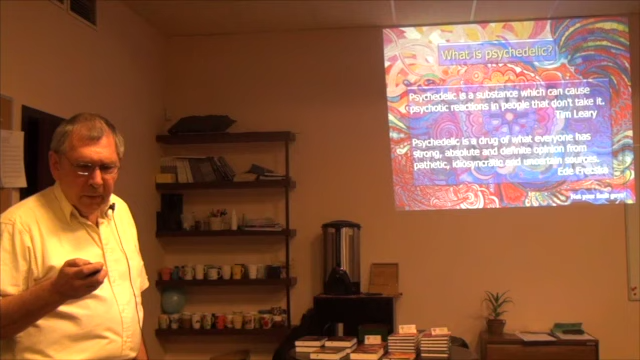 What is psychedelic?
Psychedelic is a substance which can cause
psychotic reactions in people that don't take it.
Tim Leary
Psychedelic is a drug of what everyone has
strong, absolute and definite opinion from
pathetic, idiosyncratic and uncertain sources.
Ede Frecska